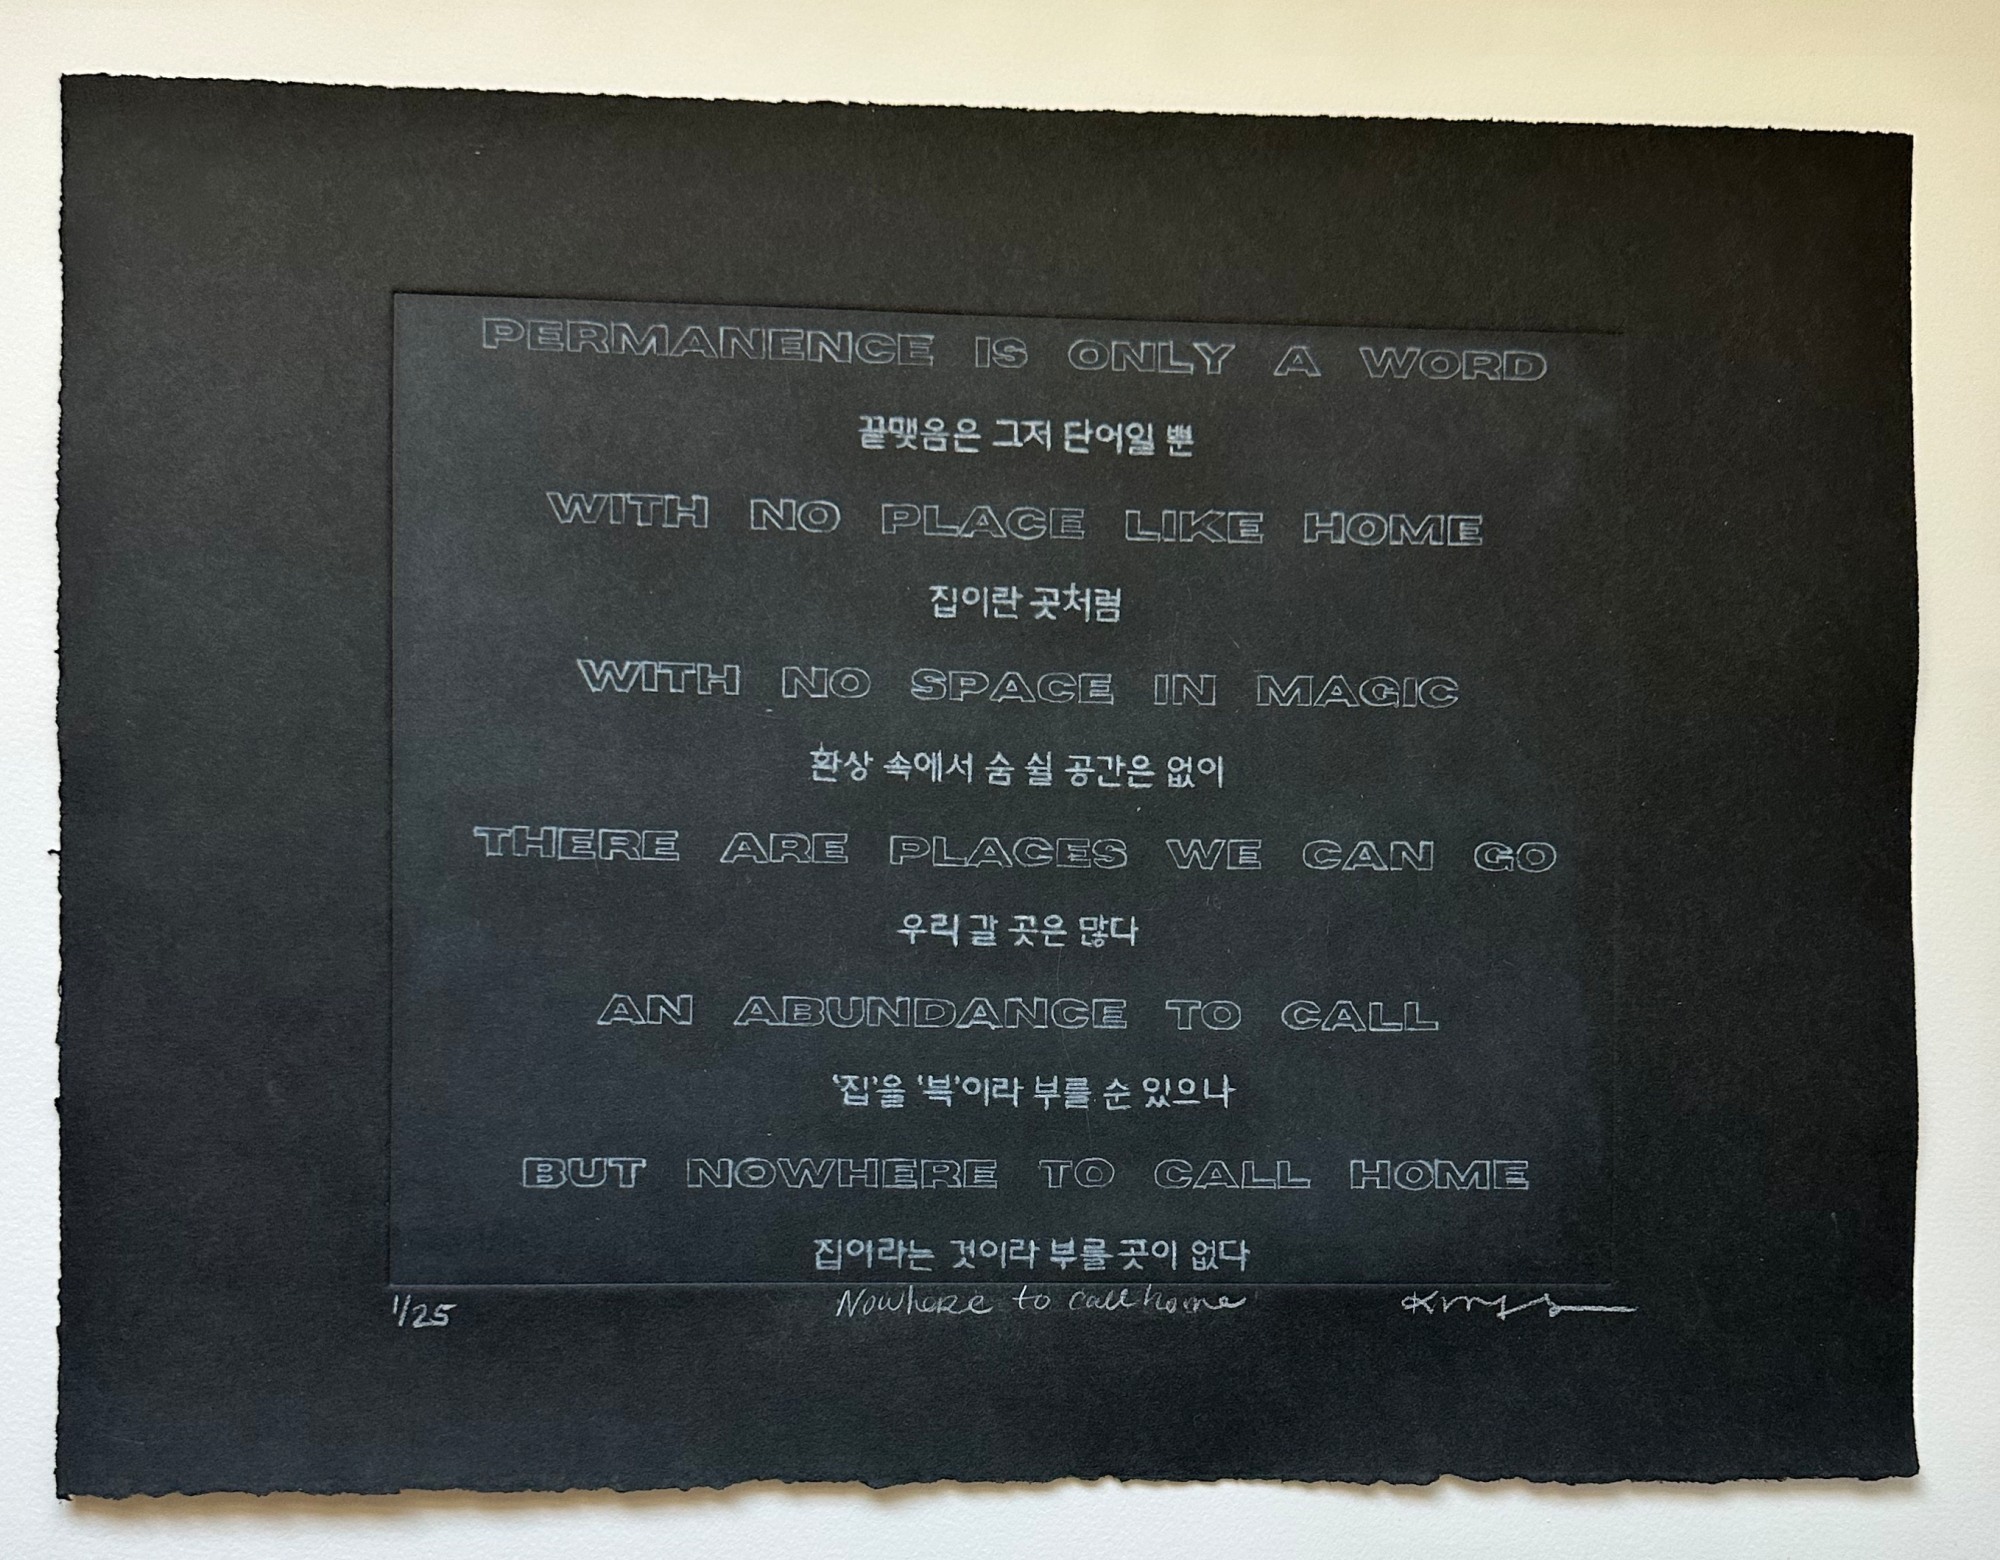 PERMANENCE IS ONLY A WORD
끝맺음은 그저 단어일 뿐
WITH NO PLACE LIKE HOME
집이란 곳처럼
WITH NO SPACE IN MAGIC
환상 속에서 숨 쉴 공간은 없이
THERE ARE PLACES WE CAN GO
우리 갈 곳은 많다
AN ABUNDANCE TO CALL
'집'을 '복'이라 부를 순 있으나
BUT NOWHERE TO CALL HOME
집이라는 것이라 부를 곳이 없다
1/25 Nowhere to call home